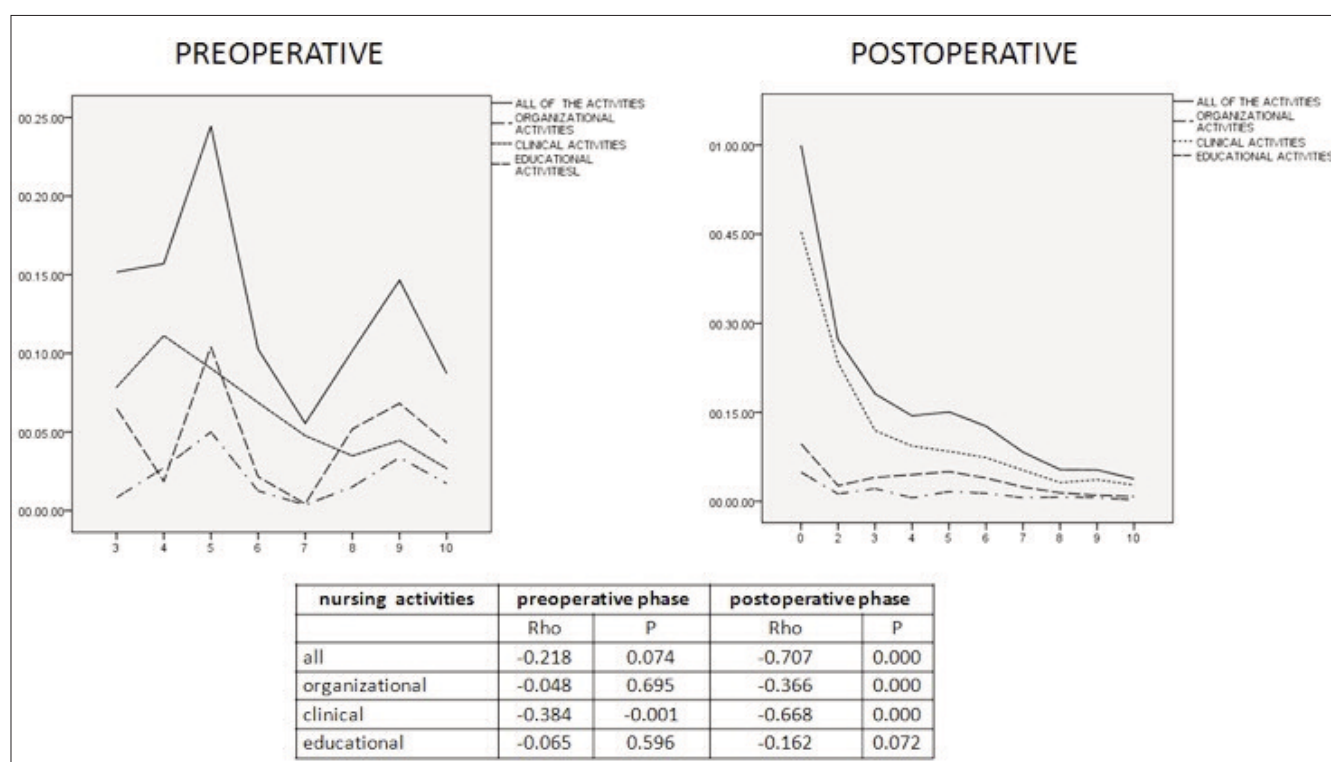 PREOPERATIVE
ALL OF THE ACTIVITIES
ORGANIZATIONAL
ACTIVITIES
CLINICAL ACTIVITIES
EDUCATIONAL
ACTIVITIESL
00.25.00
00.20.00
00.15.00
00.10.00
00.05.00
00.00.00
3 4 5 6 7 8 9 10
POSTOPERATIVE
ALL OF THE ACTIVITIES
ORGANIZATIONAL
ACTIVITIES
CLINICAL ACTIVITIES
EDUCATIONAL ACTIVITIES
01.00.00
00.45.00
00.30.00
00.15.00
00.00.00
0 2 3 4 5 6 7 8 9 10
nursing activities preoperative phase postoperative phase
Rho P Rho P
all -0.218 0.074 -0.707 0.000
organizational -0.048 0.695 -0.366 0.000
clinical -0.384 -0.001 -0.668 0.000
educational -0.065 0.596 -0.162 0.072